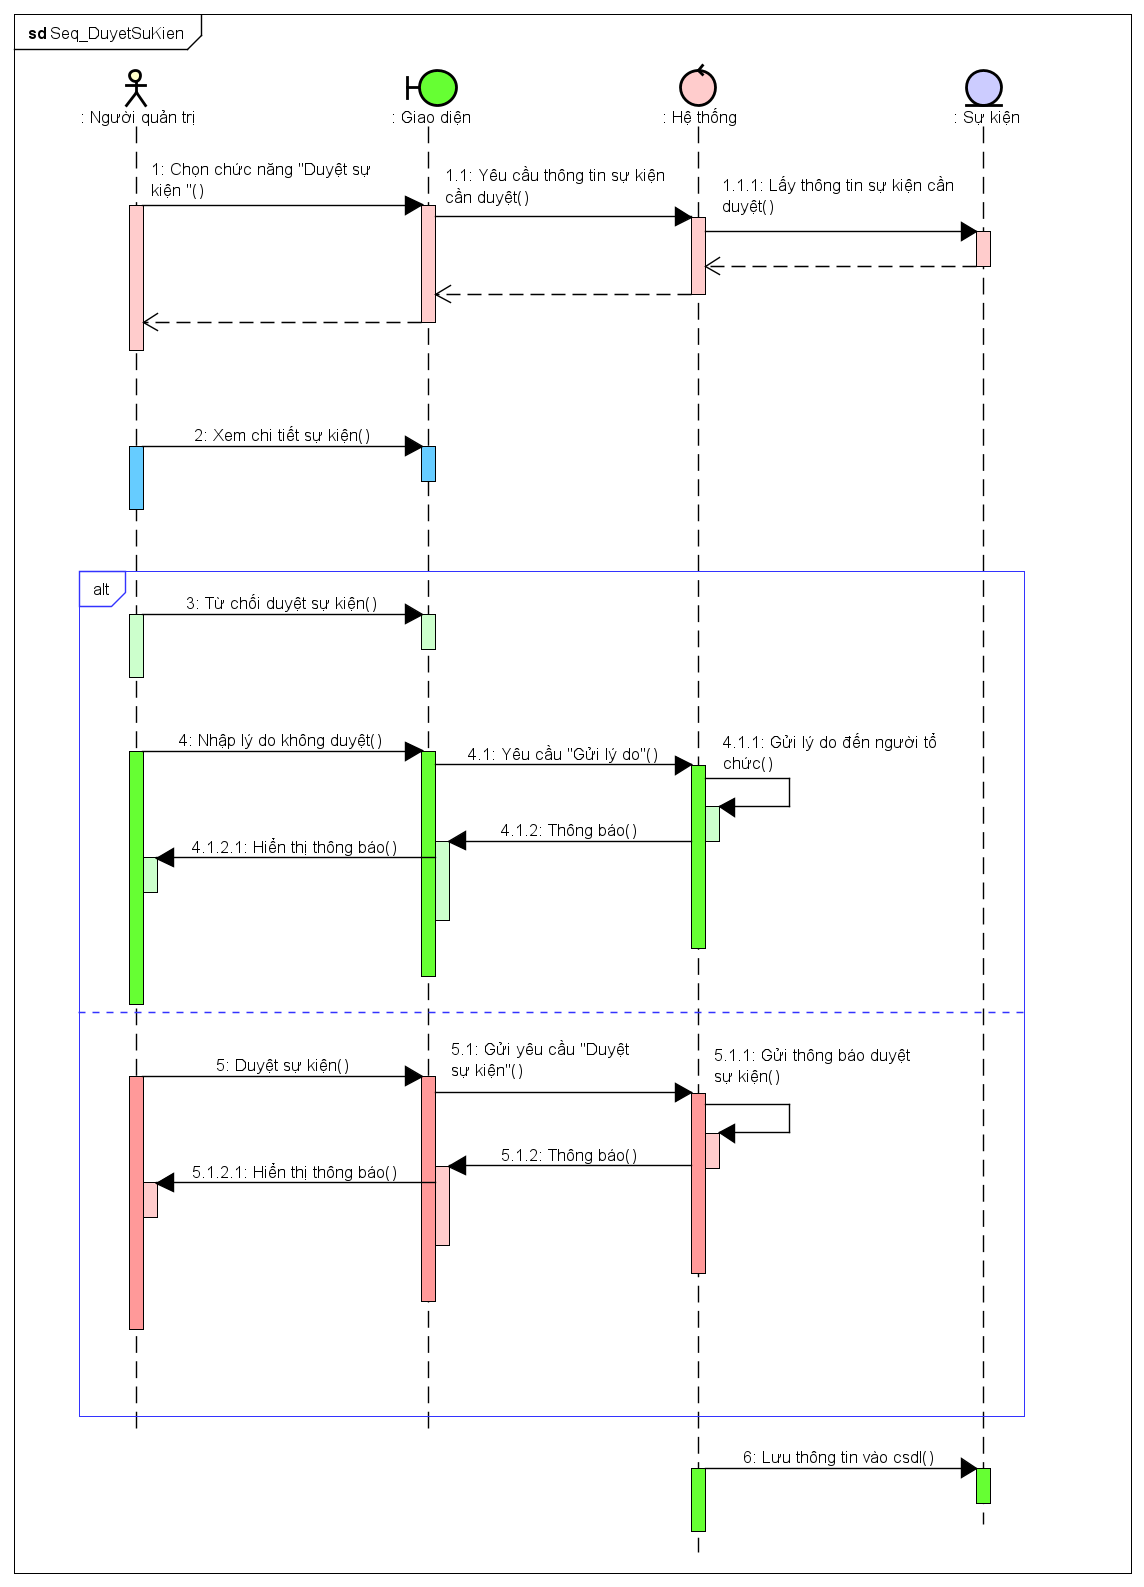 sd Seq_DuyetSuKien
: Người quản trị
: Giao diện
: Hệ thống
: Sự kiện
1: Chọn chức năng "Duyệt sự
kiện "()
1.1: Yêu cầu thông tin sự kiện
cần duyệt()
1.1.1: Lấy thông tin sự kiện cần
duyệt()
2: Xem chi tiết sự kiện()
alt
3: Từ chối duyệt sự kiện()
4: Nhập lý do không duyệt()
4.1: Yêu cầu "Gửi lý do"()
4.1.1: Gửi lý do đến người tổ
chức()
4.1.2: Thông báo()
4.1.2.1: Hiển thị thông báo()
5: Duyệt sự kiện()
5.1: Gửi yêu cầu "Duyệt
sự kiện"()
5.1.1: Gửi thông báo duyệt
sự kiện()
5.1.2: Thông báo()
5.1.2.1: Hiển thị thông báo()
6: Lưu thông tin vào csdl()